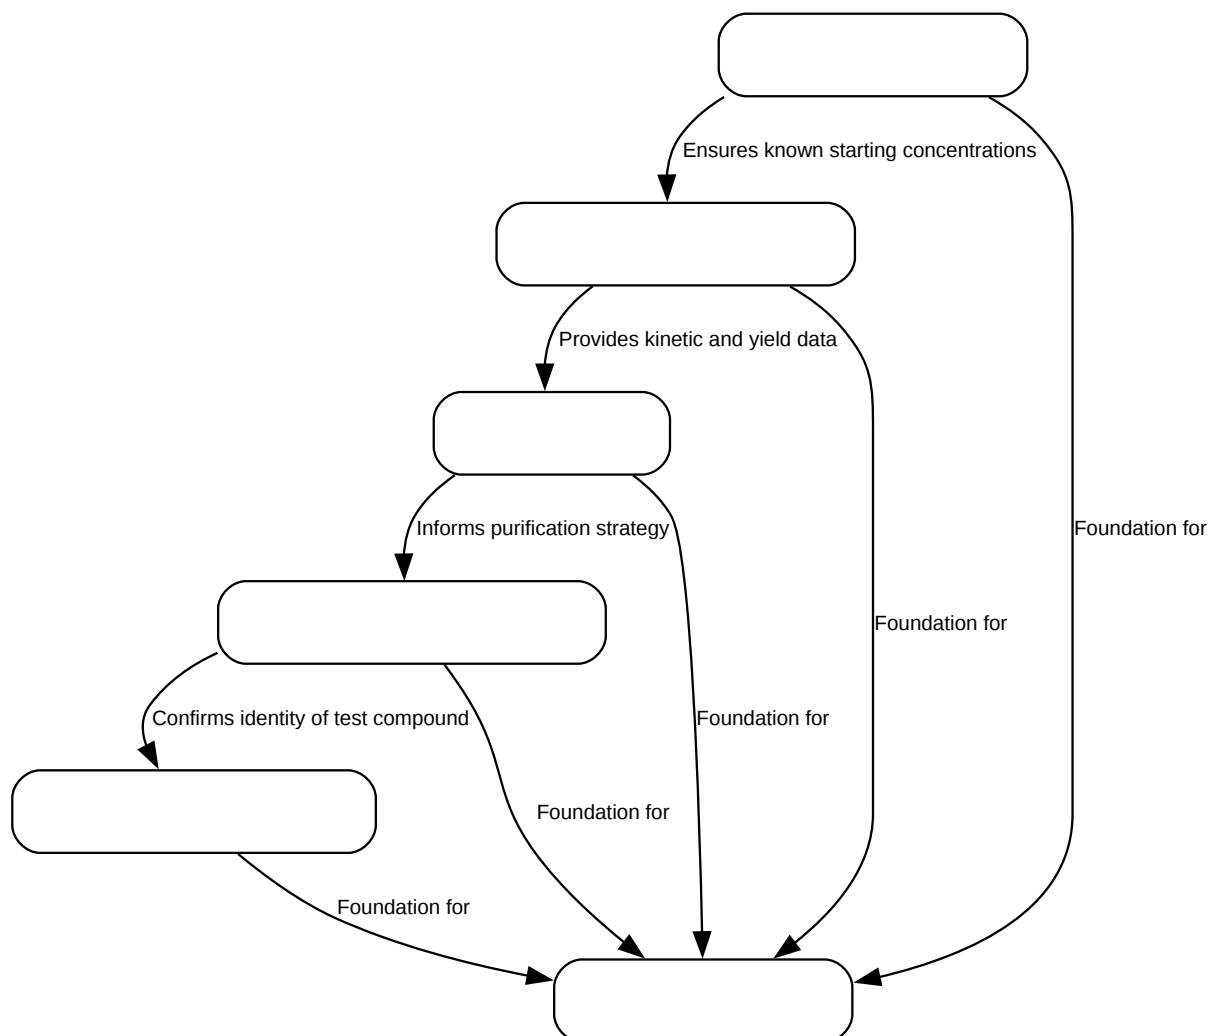 Ensures known starting concentrations
Provides kinetic and yield data
Informs purification strategy
Foundation for
Foundation for
Confirms identity of test compound
Foundation for
Foundation for
Foundation for